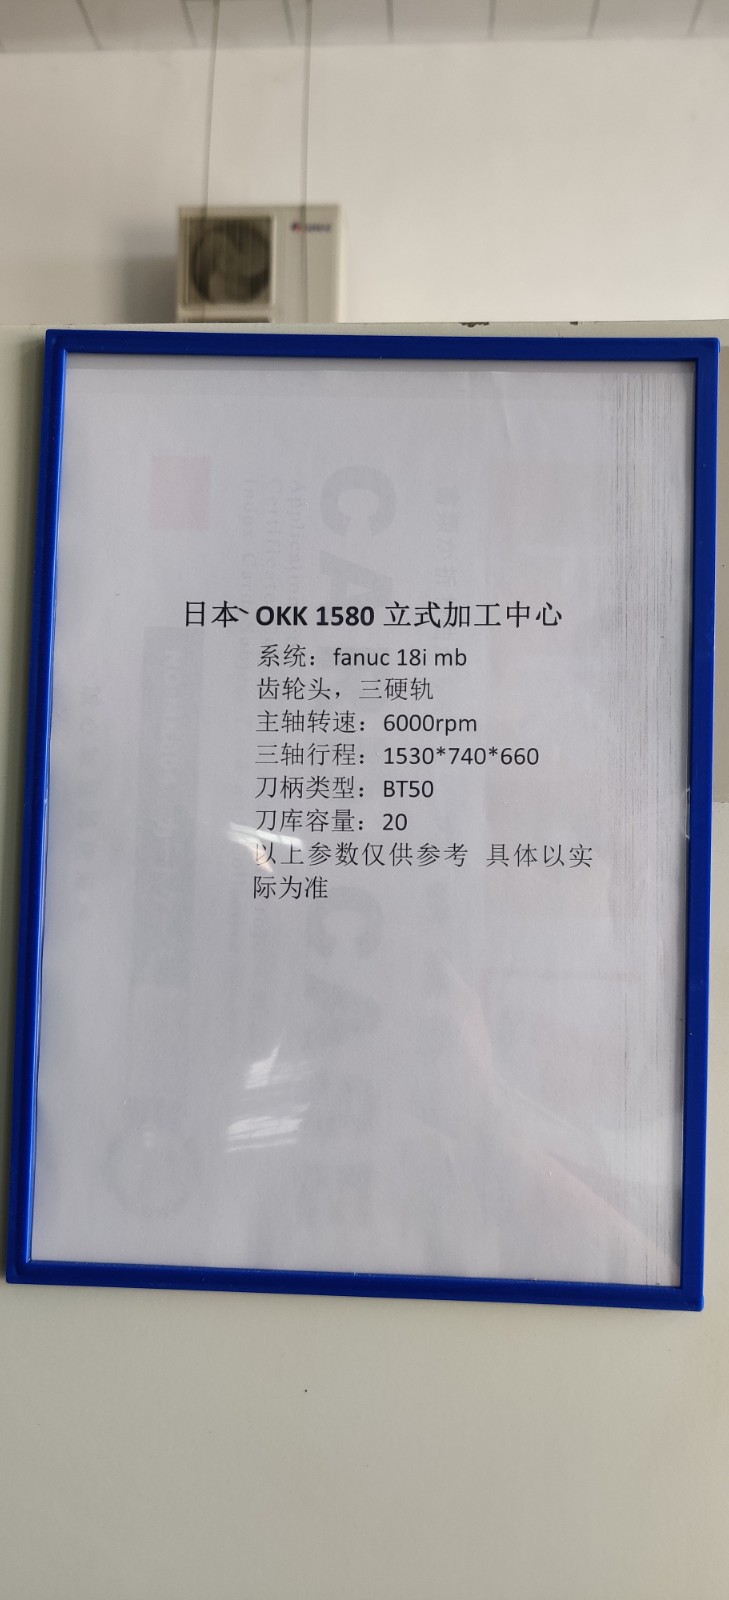 日本 OKK 1580 立式加工中心
系统：fanuc 18i mb
齿轮头，三硬轨
主轴转速：6000rpm
三轴行程：1530*740*660
刀柄类型：BT50
刀库容量：20
以上参数仅供参考 具体以实
际为准